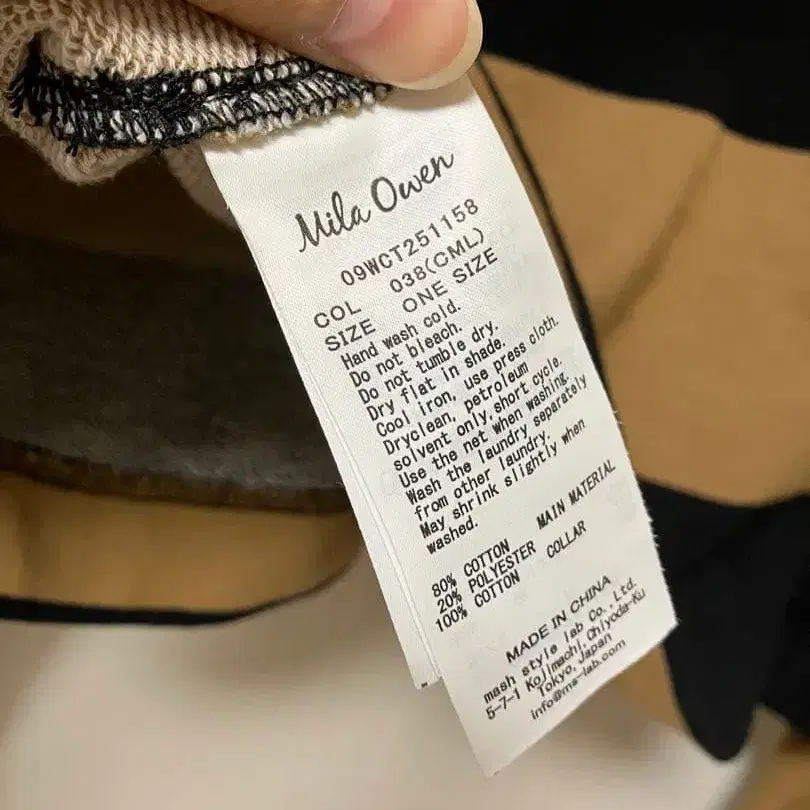 Mila Owen
09WCT251158
COL 038(CML)
SIZE ONE SIZE
Hand wash cold.
Do not bleach.
Do not tumble dry.
Dry flat in shade.
Cool iron, use press cloth.
Dryclean, petroleum
solvent only, short cycle.
Use the net when washing.
Wash the laundry separately
from other laundry.
May shrink slightly when
washed.
MAIN MATERIAL
80% COTTON
20% POLYESTER
COLLAR
100% COTTON
MADE IN CHINA
mash style lab Co., Ltd.
5-7-1 Kojimachi, Chiyoda-Ku
Tokyo, Japan
info@ms-lab.com